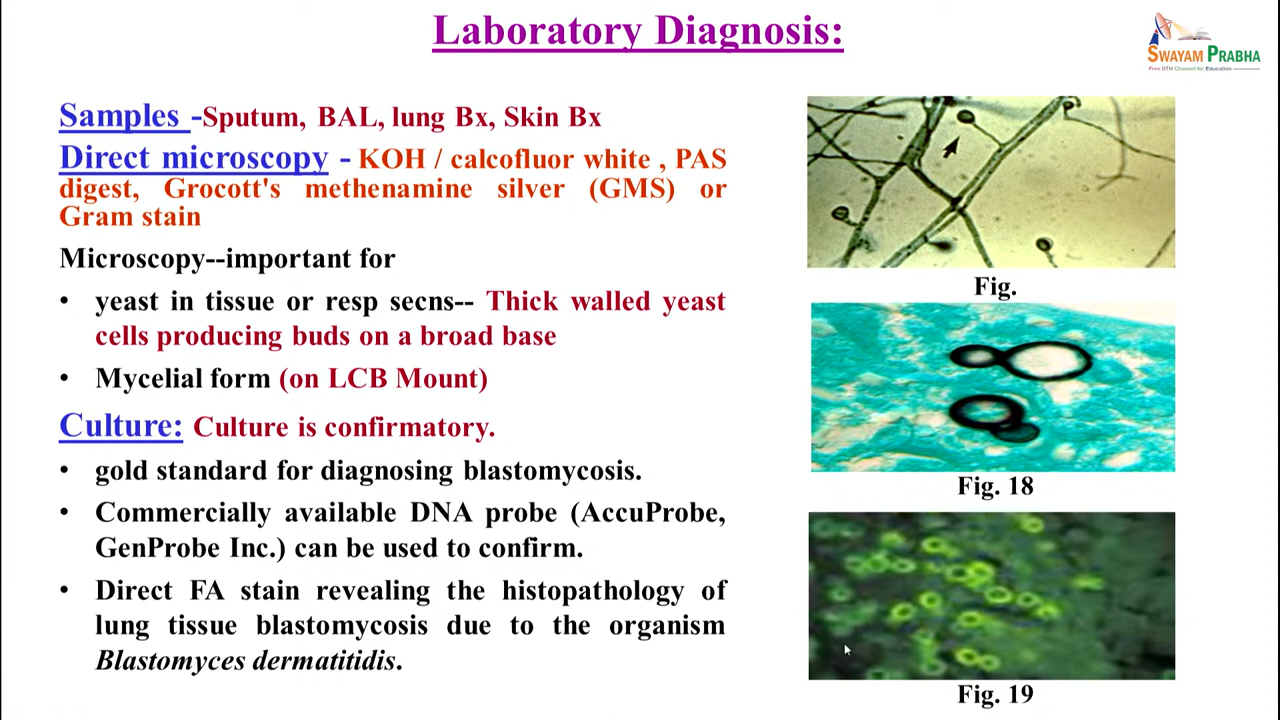 Laboratory Diagnosis:
SWAYAM PRABHA
Free DTH Channel for Education
Samples -Sputum, BAL, lung Bx, Skin Bx
Direct microscopy - KOH / calcofluor white , PAS
digest, Grocott's methenamine silver (GMS) or
Gram stain
Microscopy--important for
• yeast in tissue or resp secns-- Thick walled yeast
cells producing buds on a broad base
• Mycelial form (on LCB Mount)
Culture: Culture is confirmatory.
• gold standard for diagnosing blastomycosis.
• Commercially available DNA probe (AccuProbe,
GenProbe Inc.) can be used to confirm.
• Direct FA stain revealing the histopathology of
lung tissue blastomycosis due to the organism
Blastomyces dermatitidis.
Fig.
Fig. 18
Fig. 19